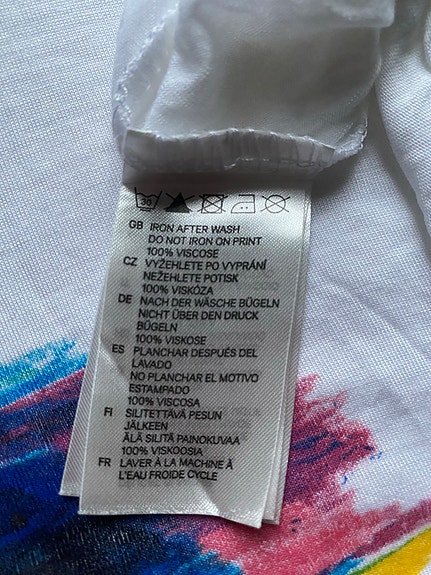 30
GB IRON AFTER WASH
DO NOT IRON ON PRINT
100% VISCOSE
CZ VYŽEHLETE PO VYPRÁNÍ
NEŽEHLETE POTISK
100% VISKÓZA
DE NACH DER WÄSCHE BÜGELN
NICHT ÜBER DEN DRUCK
BÜGELN
100% VISKOSE
ES PLANCHAR DESPUÉS DEL
LAVADO
NO PLANCHAR EL MOTIVO
ESTAMPADO
100% VISCOSA
FI SILITETTÄVÄ PESUN
JÄLKEEN
ÄLÄ SILITÄ PAINOKUVAA
100% VISKOOSIA
FR LAVER À LA MACHINE À
L'EAU FROIDE CYCLE